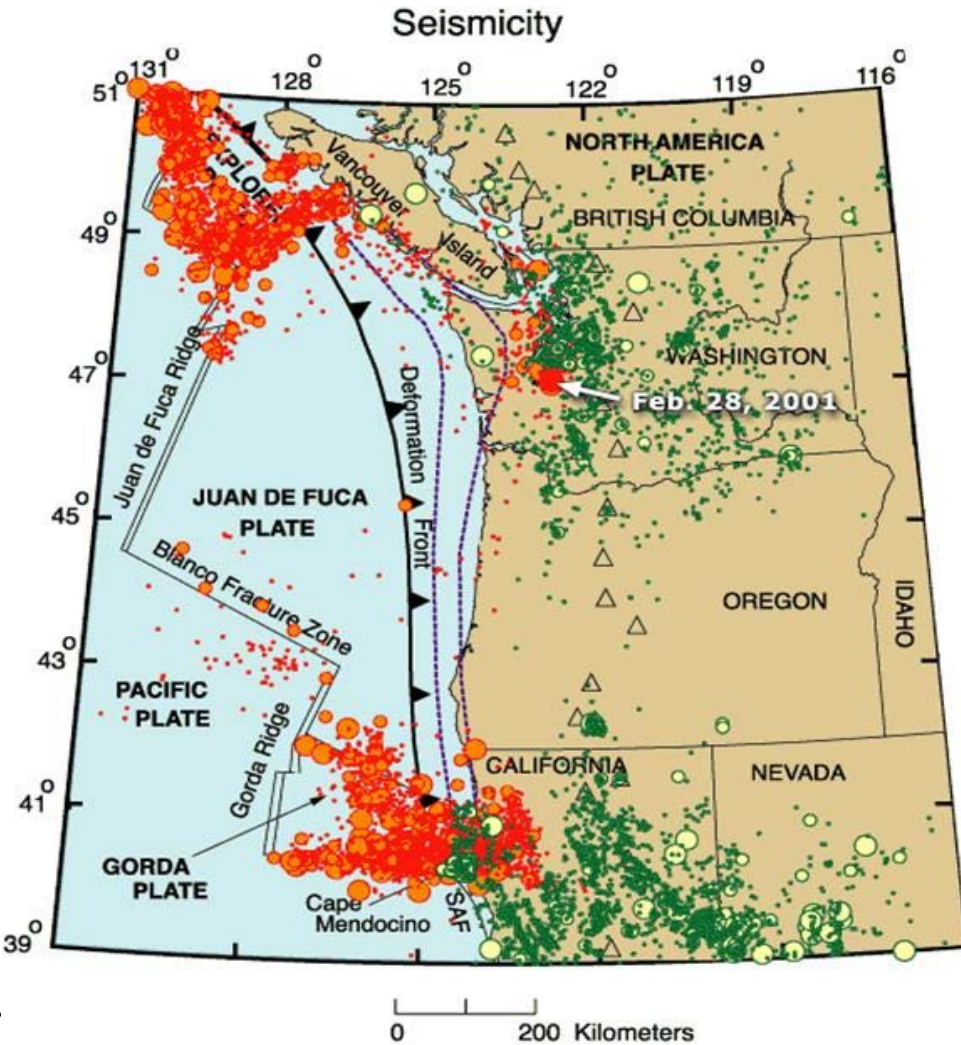 Seismicity
131°
128°
125°
122°
119°
116°
51°
49°
47°
45°
43°
41°
39°
EXPLORER
Vancouver
Island
NORTH AMERICA
PLATE
BRITISH COLUMBIA
WASHINGTON
Feb. 28, 2001
Juan de Fuca Ridge
Deformation
Front
JUAN DE FUCA
PLATE
Blanco Fracture Zone
OREGON
IDAHO
PACIFIC
PLATE
Gorda Ridge
CALIFORNIA
NEVADA
GORDA
PLATE
Cape
Mendocino
SAF
0 200 Kilometers